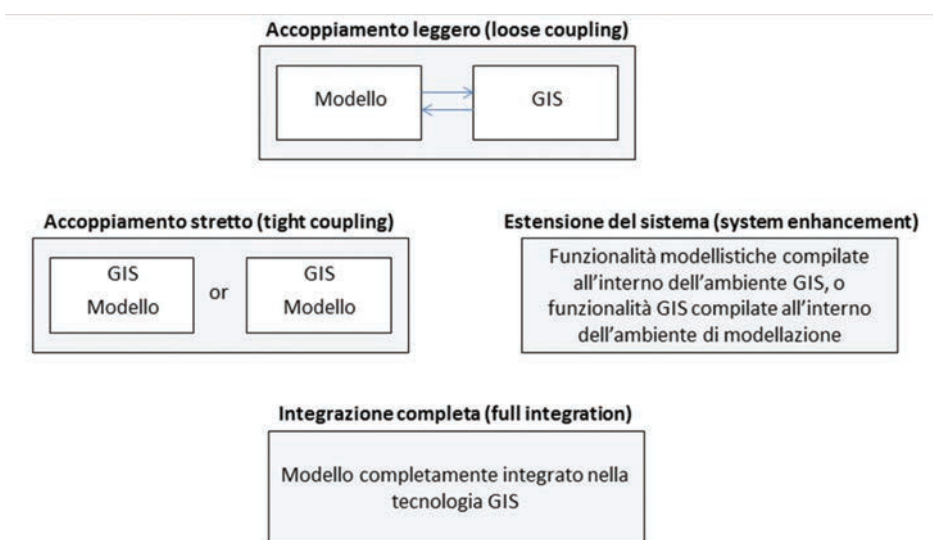 Accoppiamento leggero (loose coupling)
Modello
GIS
Accoppiamento stretto (tight coupling)
GIS
Modello
or
GIS
Modello
Estensione del sistema (system enhancement)
Funzionalità modellistiche compilate
all’interno dell’ambiente GIS, o
funzionalità GIS compilate all’interno
dell’ambiente di modellazione
Integrazione completa (full integration)
Modello completamente integrato nella
tecnologia GIS